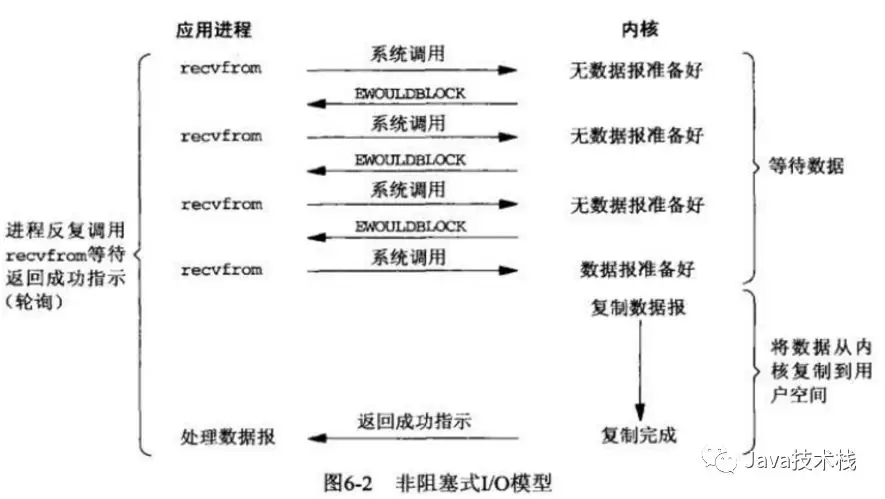 应用进程 内核
recvfrom 系统调用 无数据报准备好
EWOULDBLOCK
recvfrom 系统调用 无数据报准备好
EWOULDBLOCK
recvfrom 系统调用 无数据报准备好
EWOULDBLOCK
recvfrom 系统调用 数据报准备好
等待数据
进程反复调用
recvfrom等待
返回成功指示
(轮询)
复制数据报
将数据从内
核复制到用
户空间
处理数据报 返回成功指示 复制完成
Java技术栈
图6-2 非阻塞式I/O模型